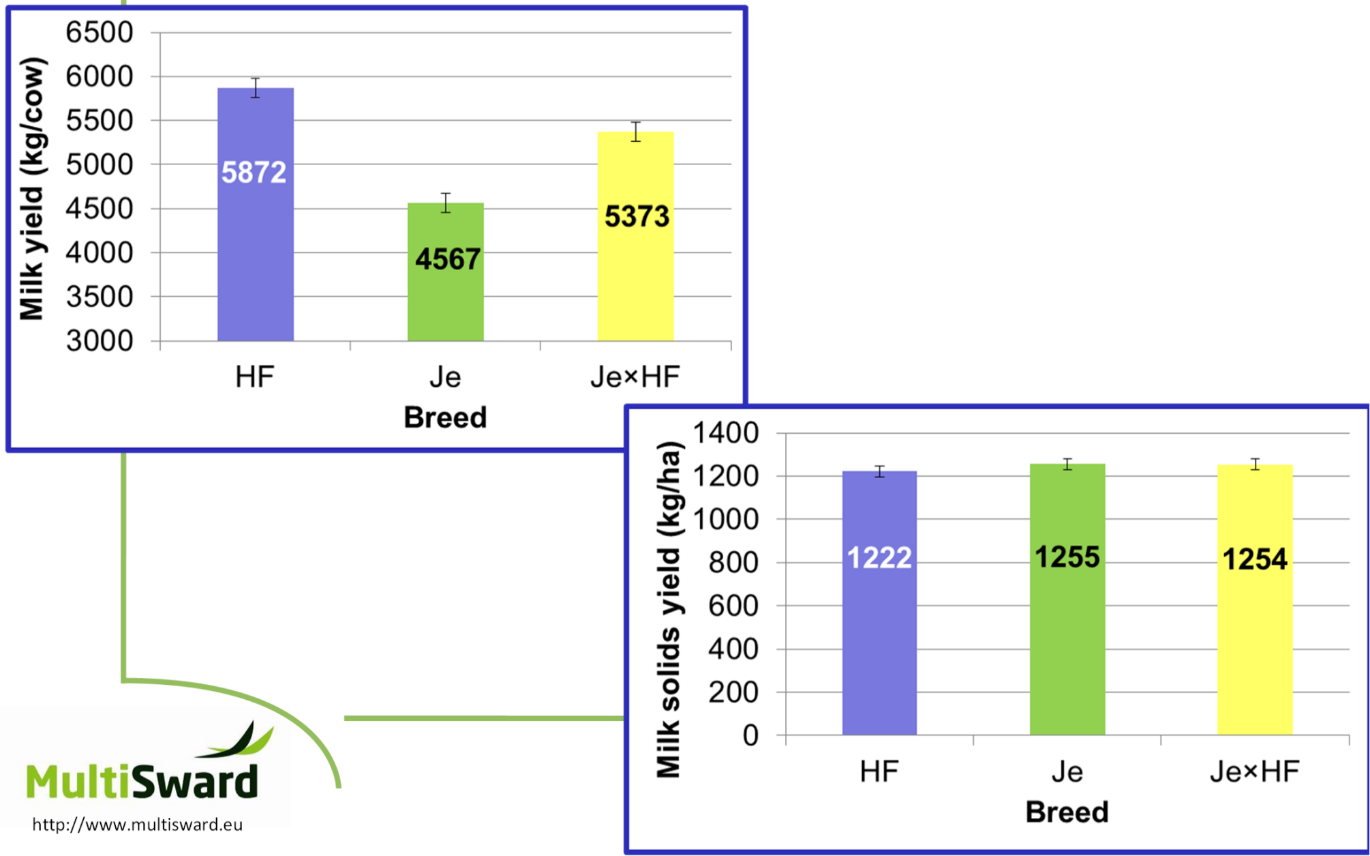 Milk yield (kg/cow)
6500
6000
5500
5000
4500
4000
3500
3000
5872
4567
5373
HF Je Je×HF
Breed
Milk solids yield (kg/ha)
1400
1200
1000
800
600
400
200
0
1222
1255
1254
HF Je Je×HF
Breed
MultiSward
http://www.multisward.eu